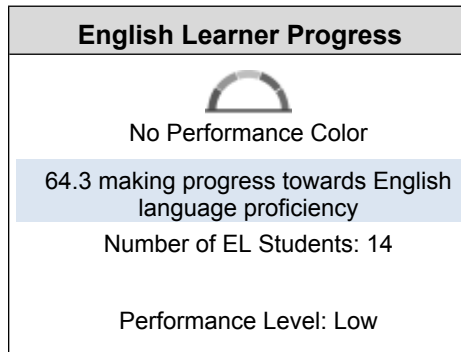 English Learner Progress
No Performance Color
64.3 making progress towards English
language proficiency
Number of EL Students: 14
Performance Level: Low